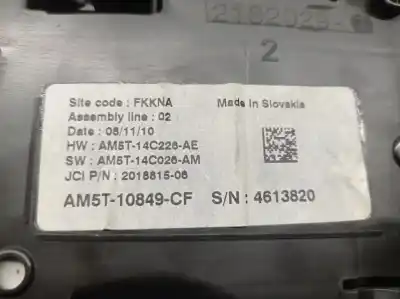 2
Site code : FKKNA
Made in Slovakia
Assembly line : 02
Date : 08/11/10
HW : AM5T-14C226-AE
SW : AM5T-14C026-AM
JCI P/N : 2018815-06
AM5T-10849-CF S/N : 4613820